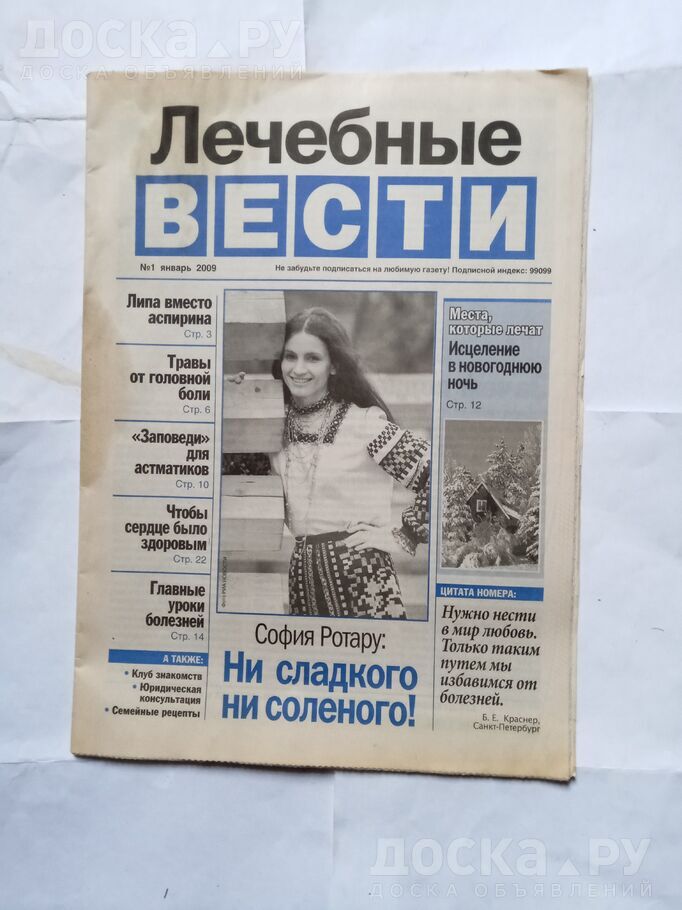 ДОСКА.РУ
ДОСКА ОБЪЯВЛЕНИЙ
Лечебные
ВЕСТИ
№1 январь 2009
Не забудьте подписаться на любимую газету! Подписной индекс: 99099
Липа вместо
аспирина
Стр. 3
Травы
от головной
боли
Стр. 6
«Заповеди»
для
астматиков
Стр. 10
Чтобы
сердце было
здоровым
Стр. 22
Главные
уроки
болезней
Стр. 14
А ТАКЖЕ:
• Клуб знакомств
• Юридическая
консультация
• Семейные рецепты
Фото РИА НОВОСТИ
София Ротару:
Ни сладкого
ни соленого!
Места,
которые лечат
Исцеление
в новогоднюю
ночь
Стр. 12
ЦИТАТА НОМЕРА:
Нужно нести
в мир любовь.
Только таким
путем мы
избавимся от
болезней.
Б. Е. Краснер,
Санкт-Петербург
ДОСКА.РУ
ДОСКА ОБЪЯВЛЕНИЙ